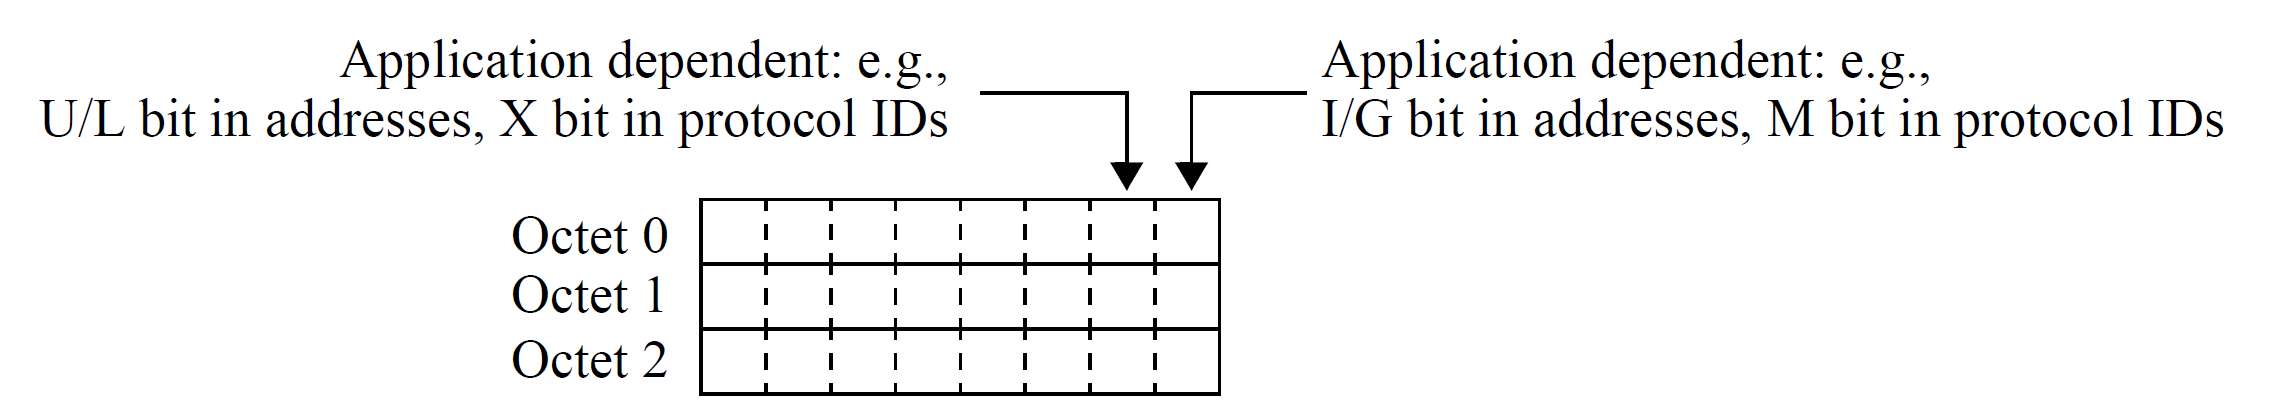 Application dependent: e.g.,
U/L bit in addresses, X bit in protocol IDs
Application dependent: e.g.,
I/G bit in addresses, M bit in protocol IDs
Octet 0
Octet 1
Octet 2